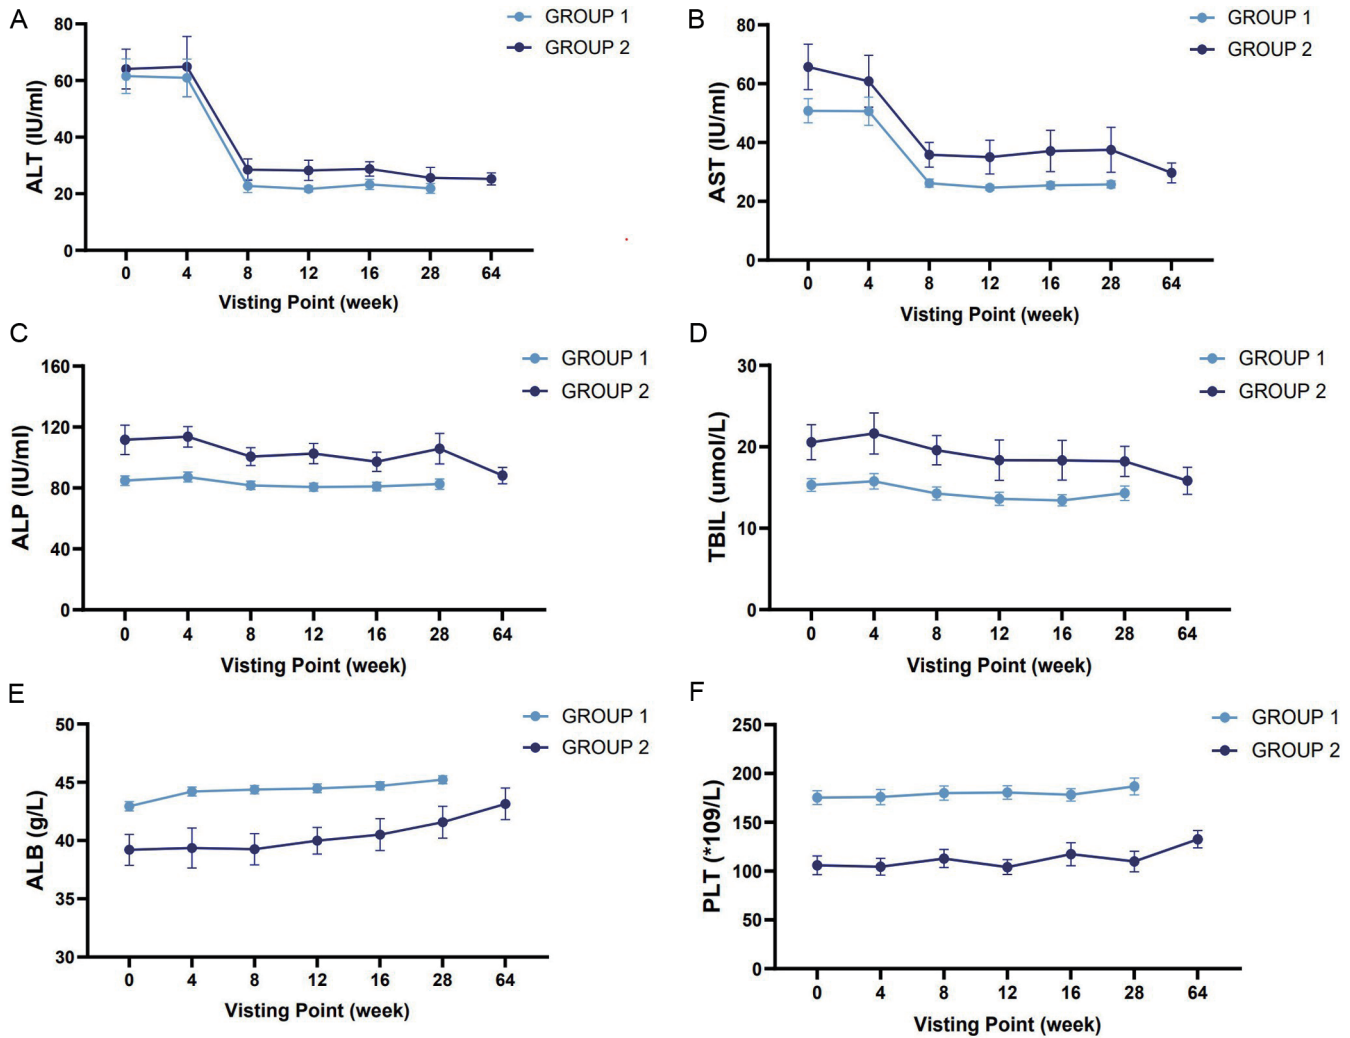 A
GROUP 1
GROUP 2
ALT (IU/ml)
80
60
40
20
0
0 4 8 12 16 28 64
Visting Point (week)
B
GROUP 1
GROUP 2
AST (IU/ml)
80
60
40
20
0
0 4 8 12 16 28 64
Visting Point (week)
C
GROUP 1
GROUP 2
ALP (IU/ml)
160
120
80
40
0
0 4 8 12 16 28 64
Visting Point (week)
D
GROUP 1
GROUP 2
TBIL (umol/L)
30
20
10
0
0 4 8 12 16 28 64
Visting Point (week)
E
GROUP 1
GROUP 2
ALB (g/L)
50
45
40
35
30
0 4 8 12 16 28 64
Visting Point (week)
F
GROUP 1
GROUP 2
PLT (*109/L)
250
200
150
100
50
0
0 4 8 12 16 28 64
Visting Point (week)